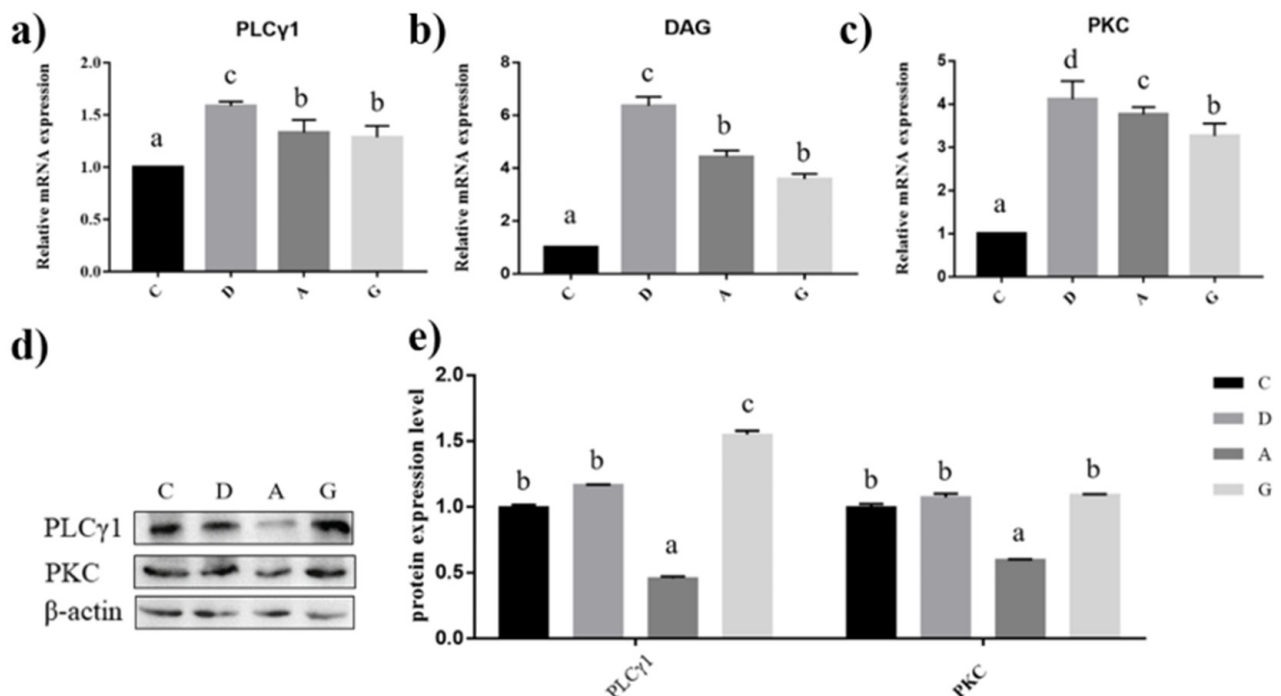 a)
PLCγ1
Relative mRNA expression
2.0
1.5
1.0
0.5
0.0
a
c
b
b
C
D
A
G
b)
DAG
Relative mRNA expression
8
6
4
2
0
a
c
b
b
C
D
A
G
c)
PKC
Relative mRNA expression
5
4
3
2
1
0
a
d
c
b
C
D
A
G
d)
C D A G
PLCγ1
PKC
β-actin
e)
protein expression level
2.0
1.5
1.0
0.5
0.0
b
b
a
c
b
b
a
b
PLCγ1
PKC
C
D
A
G